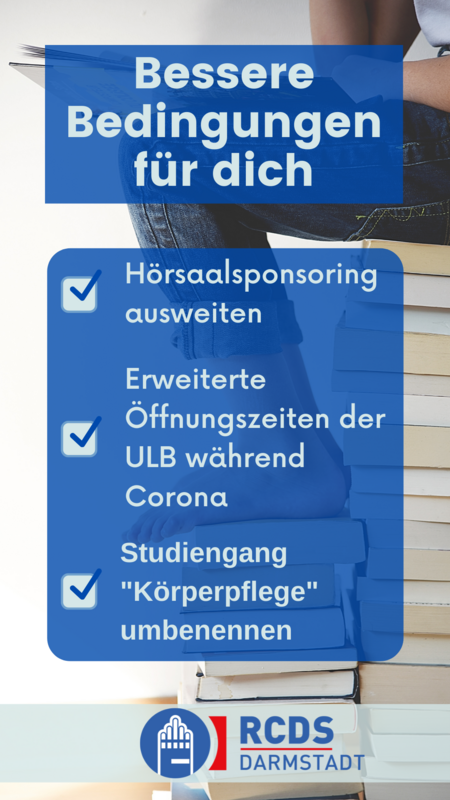 Bessere
Bedingungen
für dich
Hörsaalsponsoring
ausweiten
Erweiterte
Öffnungszeiten der
ULB während
Corona
Studiengang
"Körperpflege"
umbenennen
RCDS
DARMSTADT